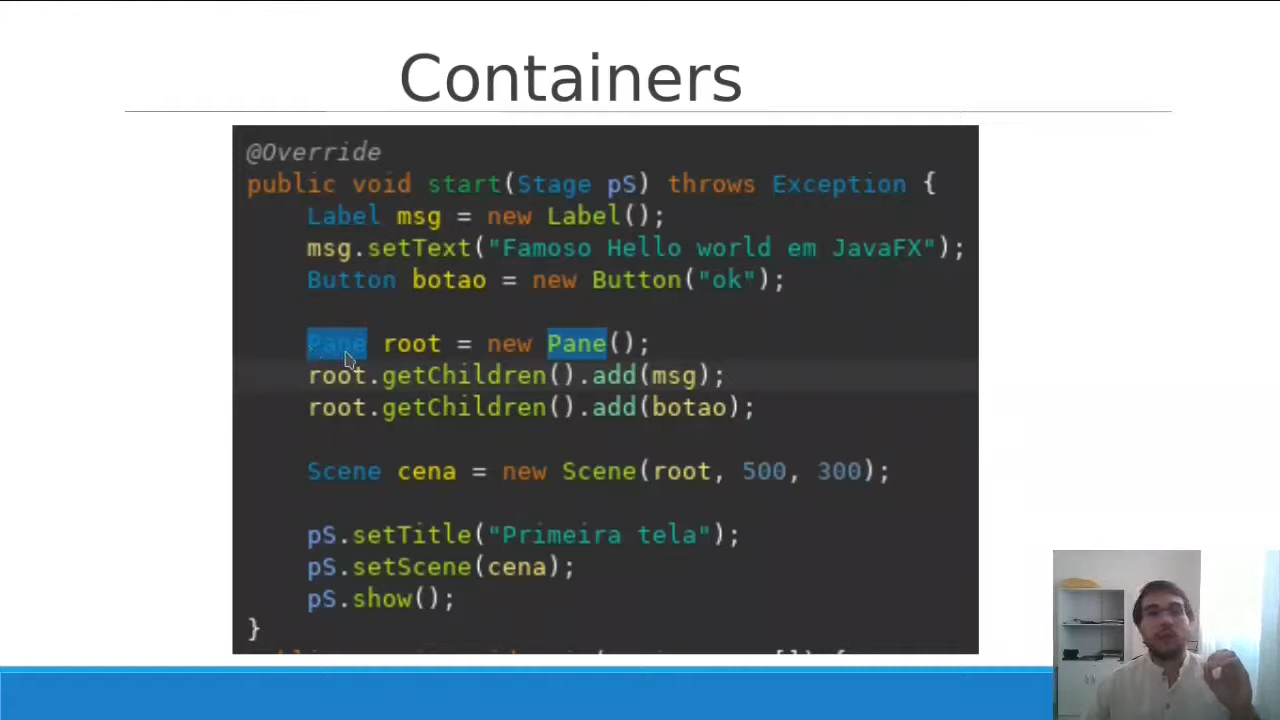 Containers
@Override
public void start(Stage pS) throws Exception {
Label msg = new Label();
msg.setText("Famoso Hello world em JavaFX");
Button botao = new Button("ok");
Pane root = new Pane();
root.getChildren().add(msg);
root.getChildren().add(botao);
Scene cena = new Scene(root, 500, 300);
pS.setTitle("Primeira tela");
pS.setScene(cena);
pS.show();
}